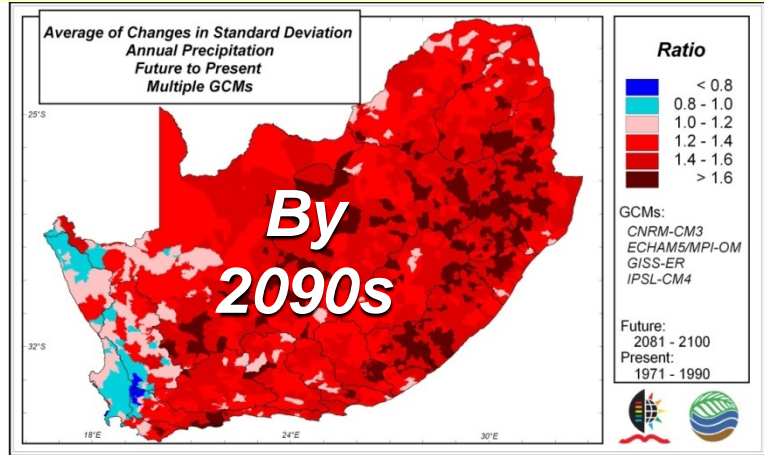 Average of Changes in Standard Deviation
Annual Precipitation
Future to Present
Multiple GCMs
25°S
32°S
18°E
24°E
30°E
By
2090s
Ratio
< 0.8
0.8 - 1.0
1.0 - 1.2
1.2 - 1.4
1.4 - 1.6
> 1.6
GCMs:
CNRM-CM3
ECHAM5/MPI-OM
GISS-ER
IPSL-CM4
Future:
2081 - 2100
Present:
1971 - 1990